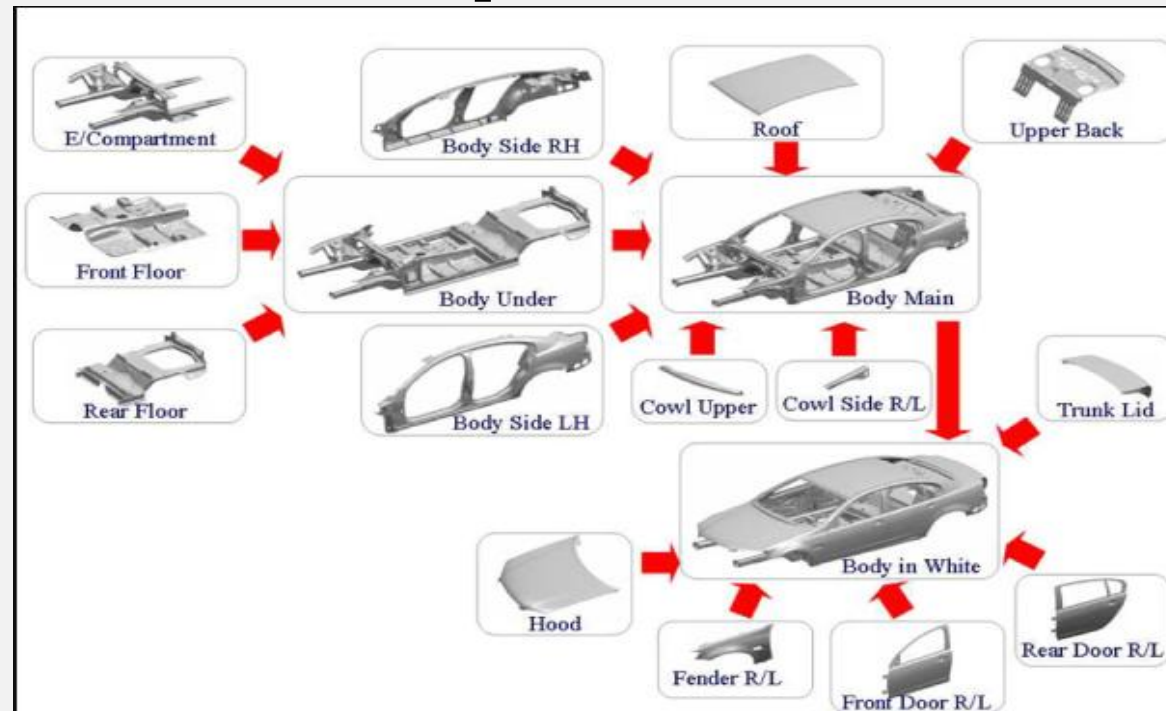 E/Compartment
Body Side RH
Roof
Upper Back
Front Floor
Body Under
Body Main
Rear Floor
Body Side LH
Cowl Upper
Cowl Side R/L
Trunk Lid
Body in White
Hood
Fender R/L
Front Door R/L
Rear Door R/L